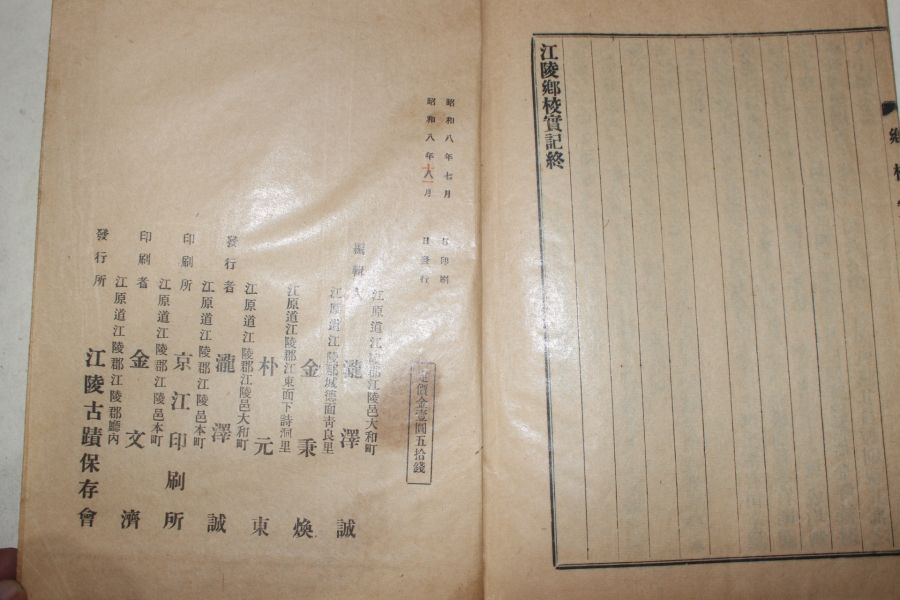 鄕校
江陵鄕校實記終
昭和八年七月 印刷
昭和八年十一月 日發行
定價金壹圓五拾錢
編輯人
江原道江陵郡江陵邑大和町
瀧澤誠
江原道江陵郡城德面靑良里
金秉煥
江原道江陵郡江東面下詩洞里
朴元東
發行者
江原道江陵郡江陵邑大和町
瀧澤誠
印刷所
江原道江陵郡江陵邑本町
京江印刷所
印刷者
江原道江陵郡江陵邑本町
金文濟
發行所
江原道江陵郡江陵郡廳內
江陵古蹟保存會